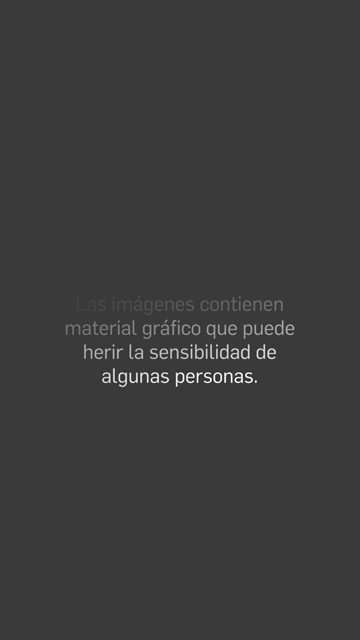 Las imágenes contienen
material gráfico que puede
herir la sensibilidad de
algunas personas.